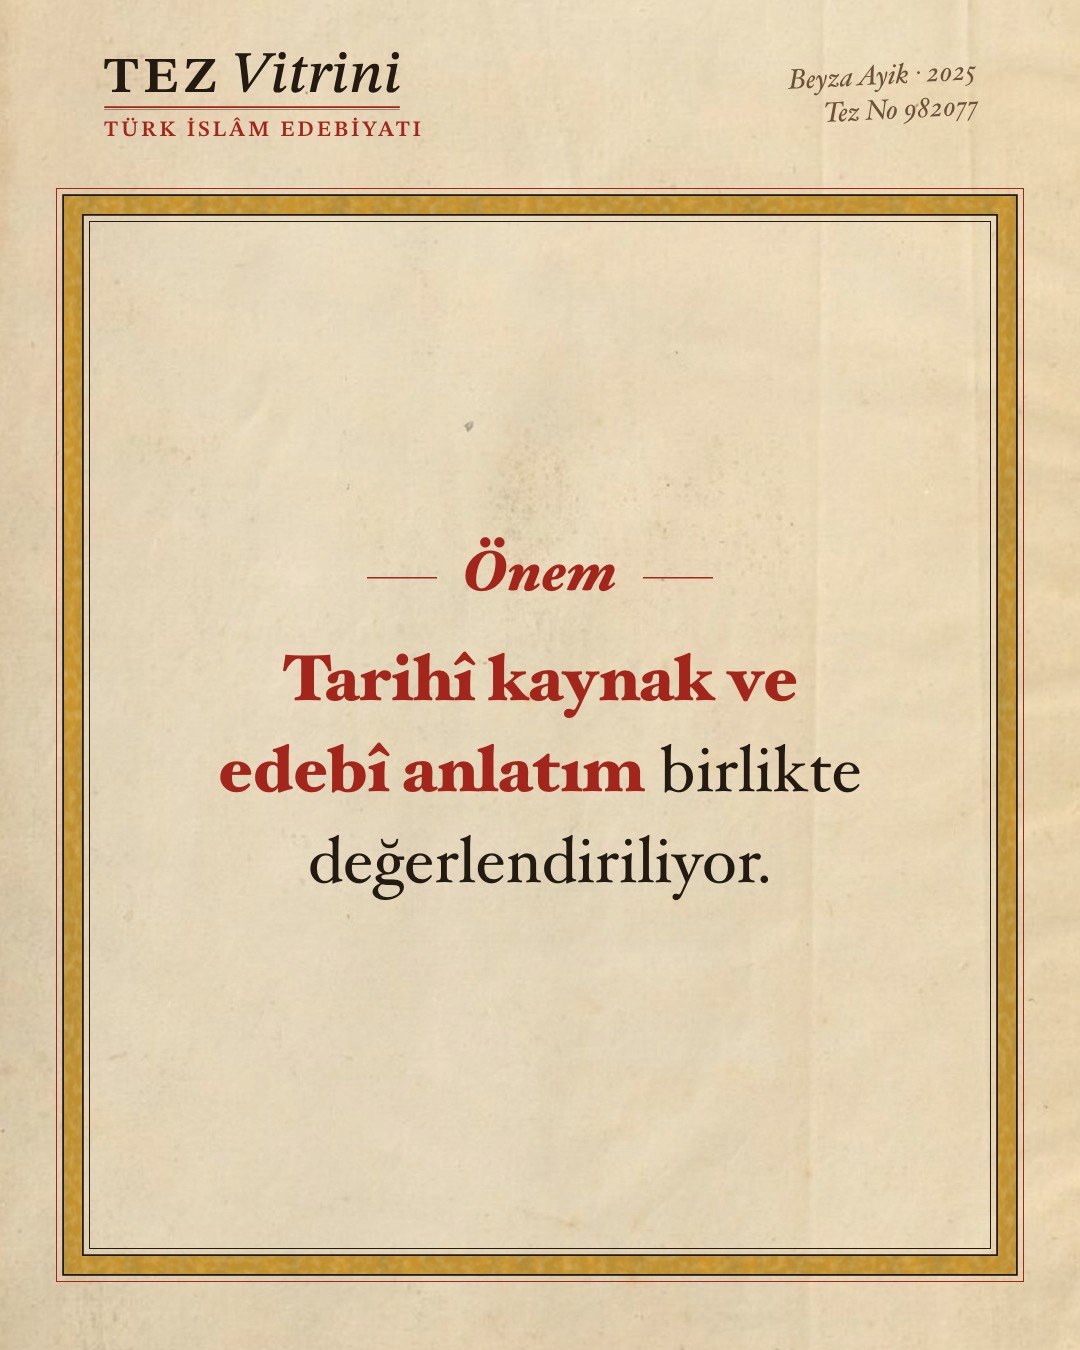 TEZ Vitrini
TÜRK İSLÂM EDEBİYATI
Beyza Ayik · 2025
Tez No 982077
Önem
Tarihî kaynak ve
edebî anlatım birlikte
değerlendiriliyor.